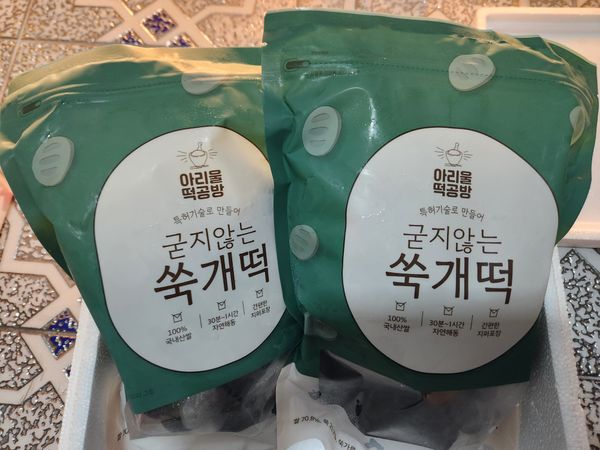 아리울
떡공방
특허기술로 만들어
굳지않는
쑥개떡
100%
국내산쌀
30분~1시간
자연해동
간편한
지퍼포장
아리울
떡공방
특허기술로 만들어
굳지않는
쑥개떡
100%
국내산쌀
30분~1시간
자연해동
간편한
지퍼포장
쌀 70.8%